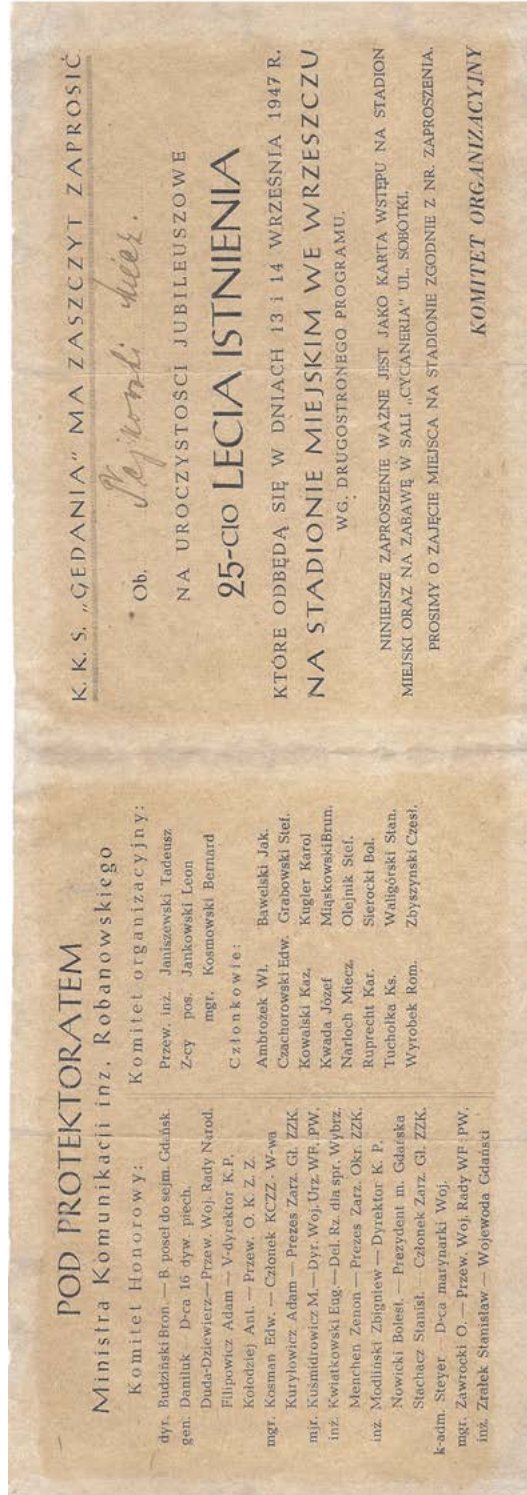 POD PROTEKTORATEM
Ministra Komunikacji inz. Robanowskiego
Komitet Honorowy:
dyr. Budziński Bron. — B poseł do sejm. Gdańsk
gen. Daniluk D-ca 16 dyw. piech.
Duda-Dziewierz — Przew. Woj. Rady Narod.
Filipowicz Adam — V-dyrektor K.P.
Kołodziej Ant. — Przew. O. K. Z. Z.
mgr. Kosman Edw. — Członek KCZZ - W-wa
Kuryłowicz Adam — Prezes Zarz. Gł. ZZK.
mjr. Kuśmidrowicz M. — Dyr. Woj. Urz. WF. PW.
inż. Kwiatkowski Eug. — Del. Rz. dla spr. Wybrz.
Menchen Zenon — Prezes Zarz. Okr. ZZK.
inż. Modliński Zbigniew — Dyrektor K. P.
Nowicki Bolesł. — Prezydent m. Gdańska
Stachacz Stanisł. — Członek Zarz. Gł. ZZK.
k-adm. Steyer D-ca marynarki Woj.
mgr. Zawrocki O. — Przew. Woj. Rady WF. PW.
inż. Zrałek Stanisław — Wojewoda Gdański
Komitet organizacyjny:
Przew. inż. Janiszewski Tadeusz
Z-cy pos. Jankowski Leon
mgr. Kosmowski Bernard
Członkowie:
Ambrożek Wł. Bawelski Jak.
Czachorowski Edw. Grabowski Stef.
Kowalski Kaz. Kugler Karol
Kwada Józef Miąskowski Brun.
Narloch Miecz. Olejnik Stef.
Ruprecht Kar. Sierocki Bol.
Tuchołka Ks. Waligórski Stan.
Wyrobek Rom. Zbyszyński Częsł.
K. K. S. „GEDANIA" MA ZASZCZYT ZAPROSIĆ
Ob.
NA UROCZYSTOŚCI JUBILEUSZOWE
25-cio LECIA ISTNIENIA
KTÓRE ODBĘDĄ SIĘ W DNIACH 13 i 14 WRZEŚNIA 1947 R.
NA STADIONIE MIEJSKIM WE WRZESZCZU
WG. DRUGOSTRONEGO PROGRAMU.
NINIEJSZE ZAPROSZENIE WAŻNE JEST JAKO KARTA WSTĘPU NA STADION
MIEJSKI ORAZ NA ZABAWĘ W SALI „CYGANERIA" UL. SOBÓTKI.
PROSIMY O ZAJĘCIE MIEJSCA NA STADIONIE ZGODNIE Z NR. ZAPROSZENIA.
KOMITET ORGANIZACYJNY